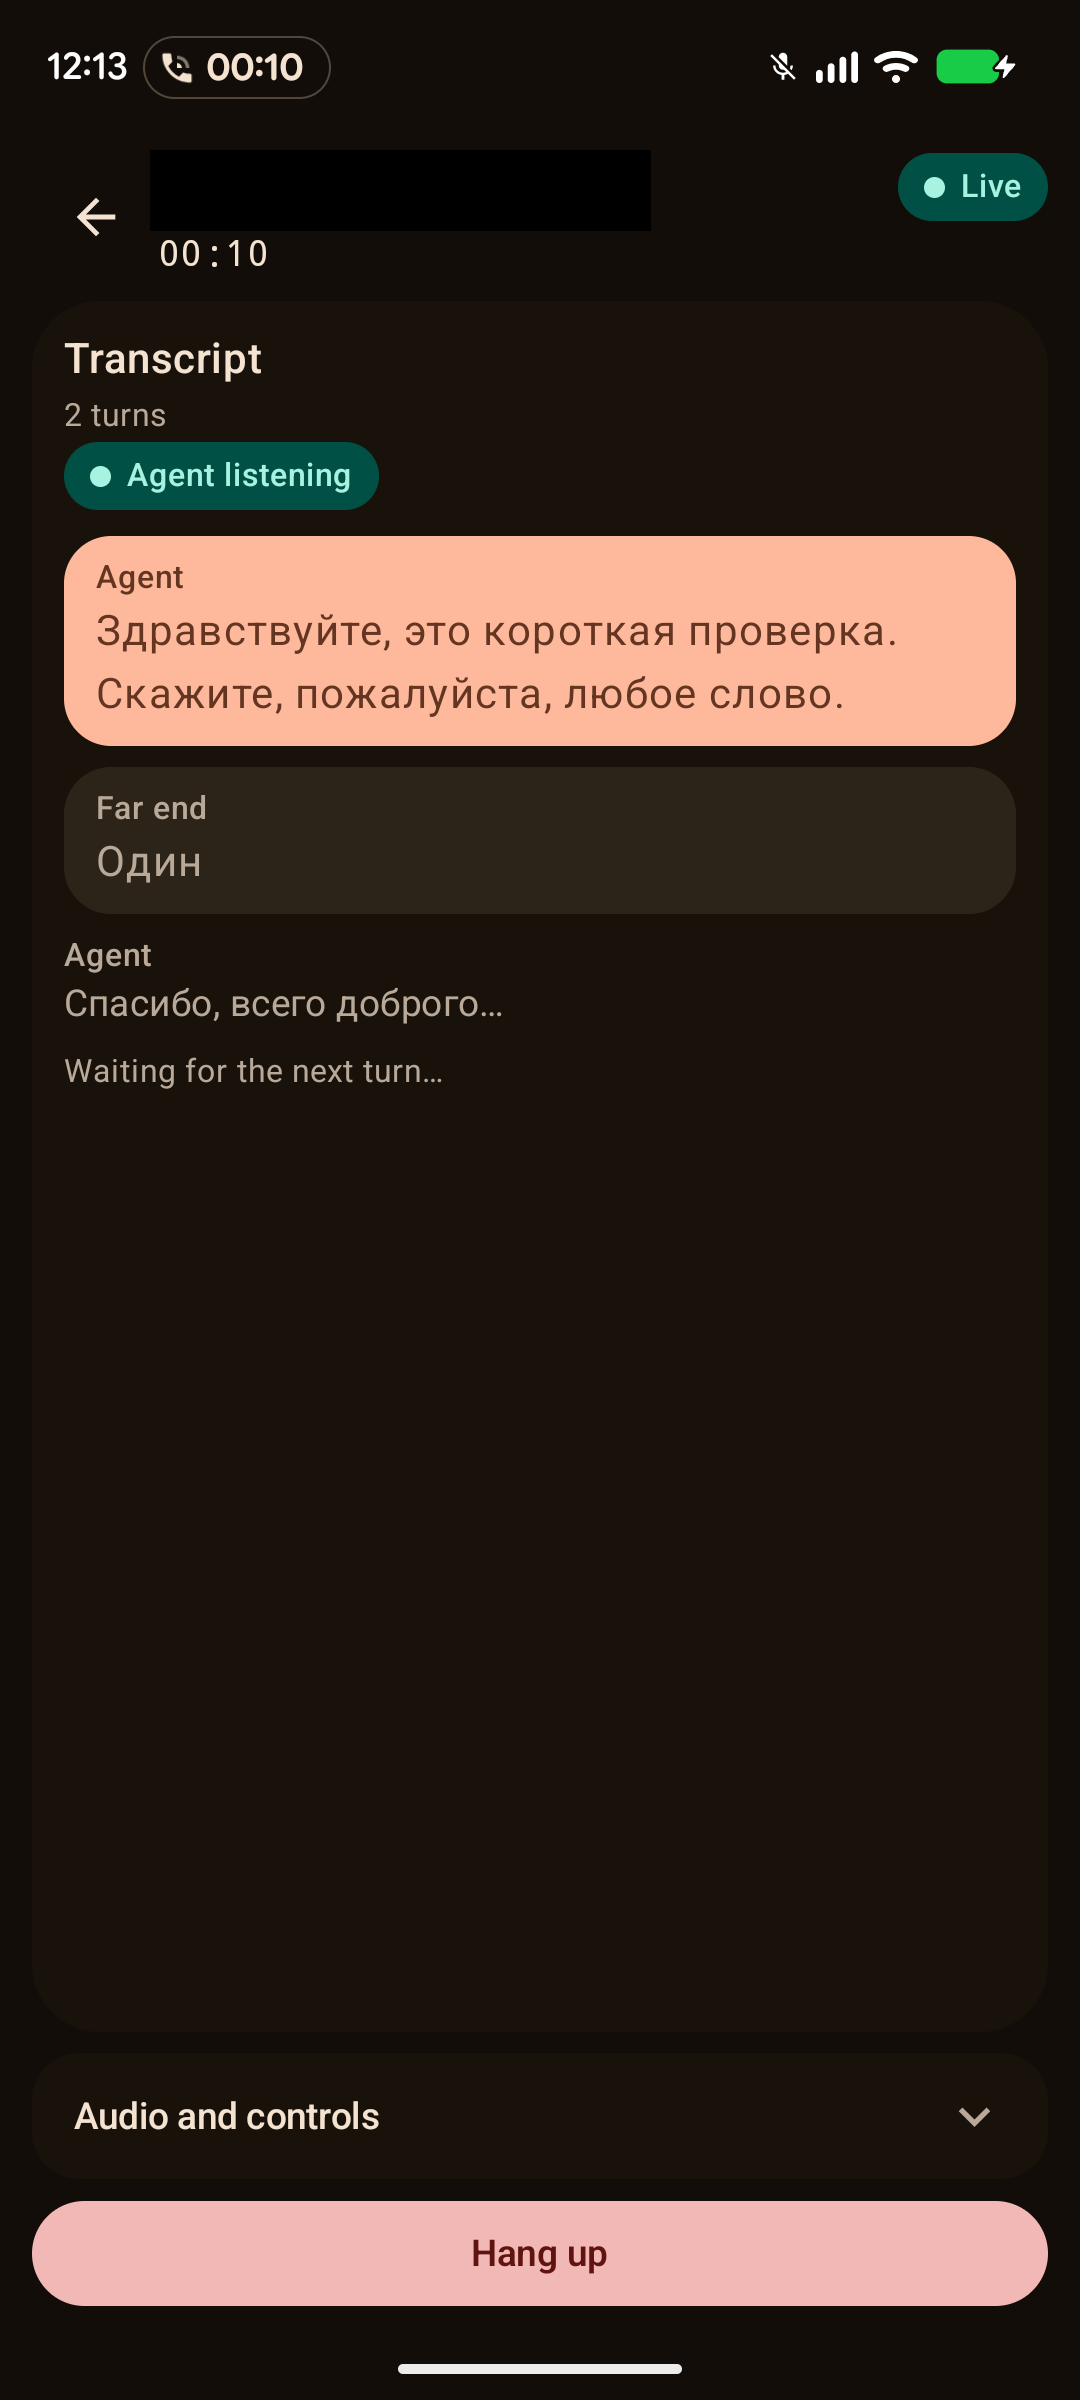 12:13
00:10
Live
00:10
Transcript
2 turns
Agent listening
Agent
Здравствуйте, это короткая проверка.
Скажите, пожалуйста, любое слово.
Far end
Один
Agent
Спасибо, всего доброго…
Waiting for the next turn…
Audio and controls
Hang up